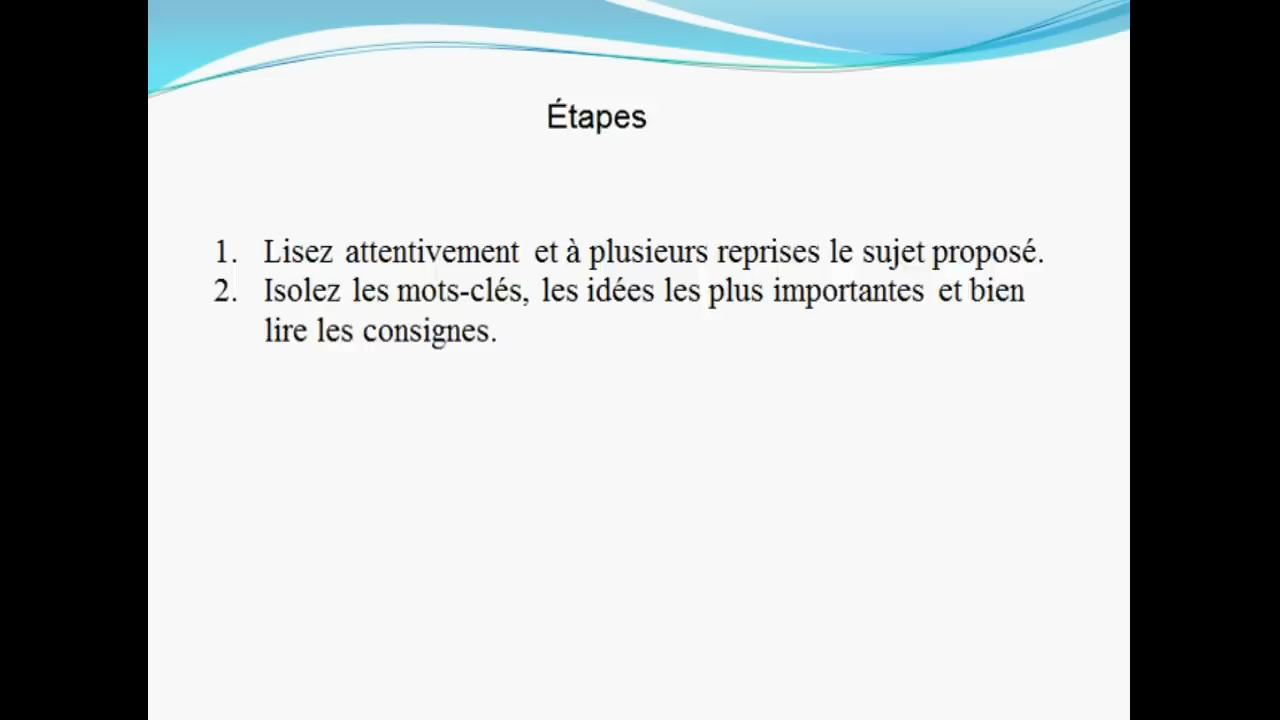 Étapes
1. Lisez attentivement et à plusieurs reprises le sujet proposé.
2. Isolez les mots-clés, les idées les plus importantes et bien
lire les consignes.